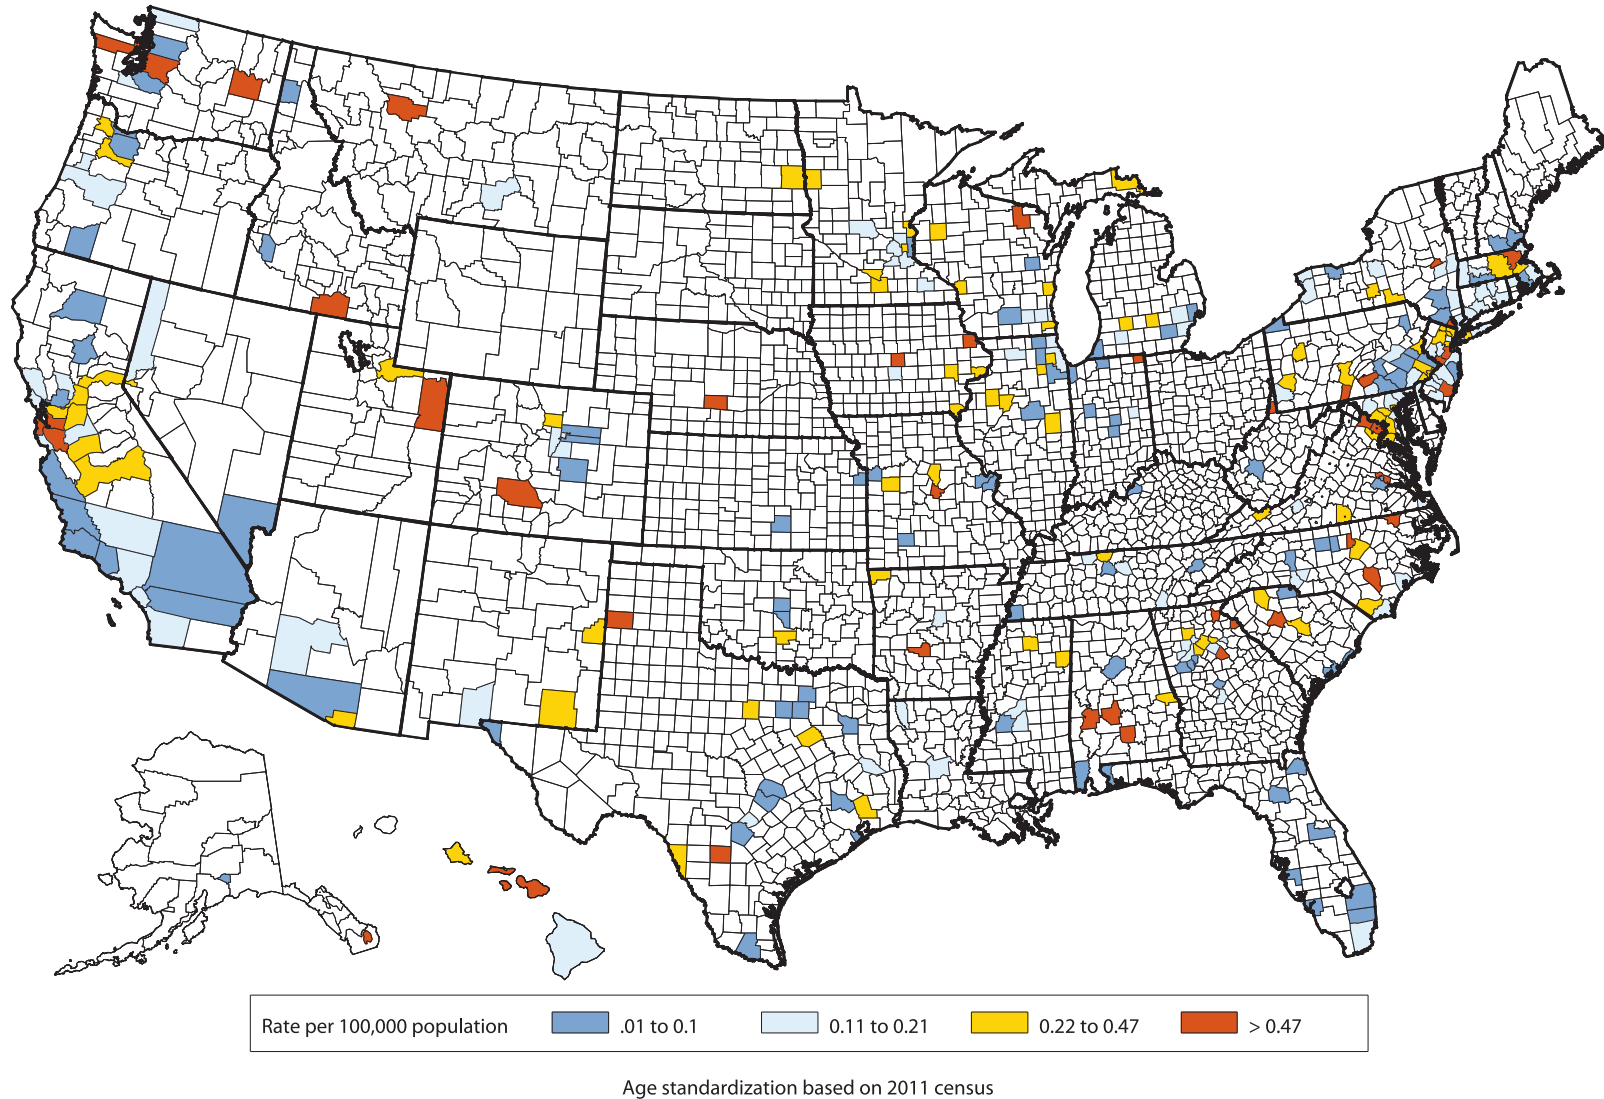 Rate per 100,000 population .01 to 0.1 0.11 to 0.21 0.22 to 0.47 > 0.47
Age standardization based on 2011 census